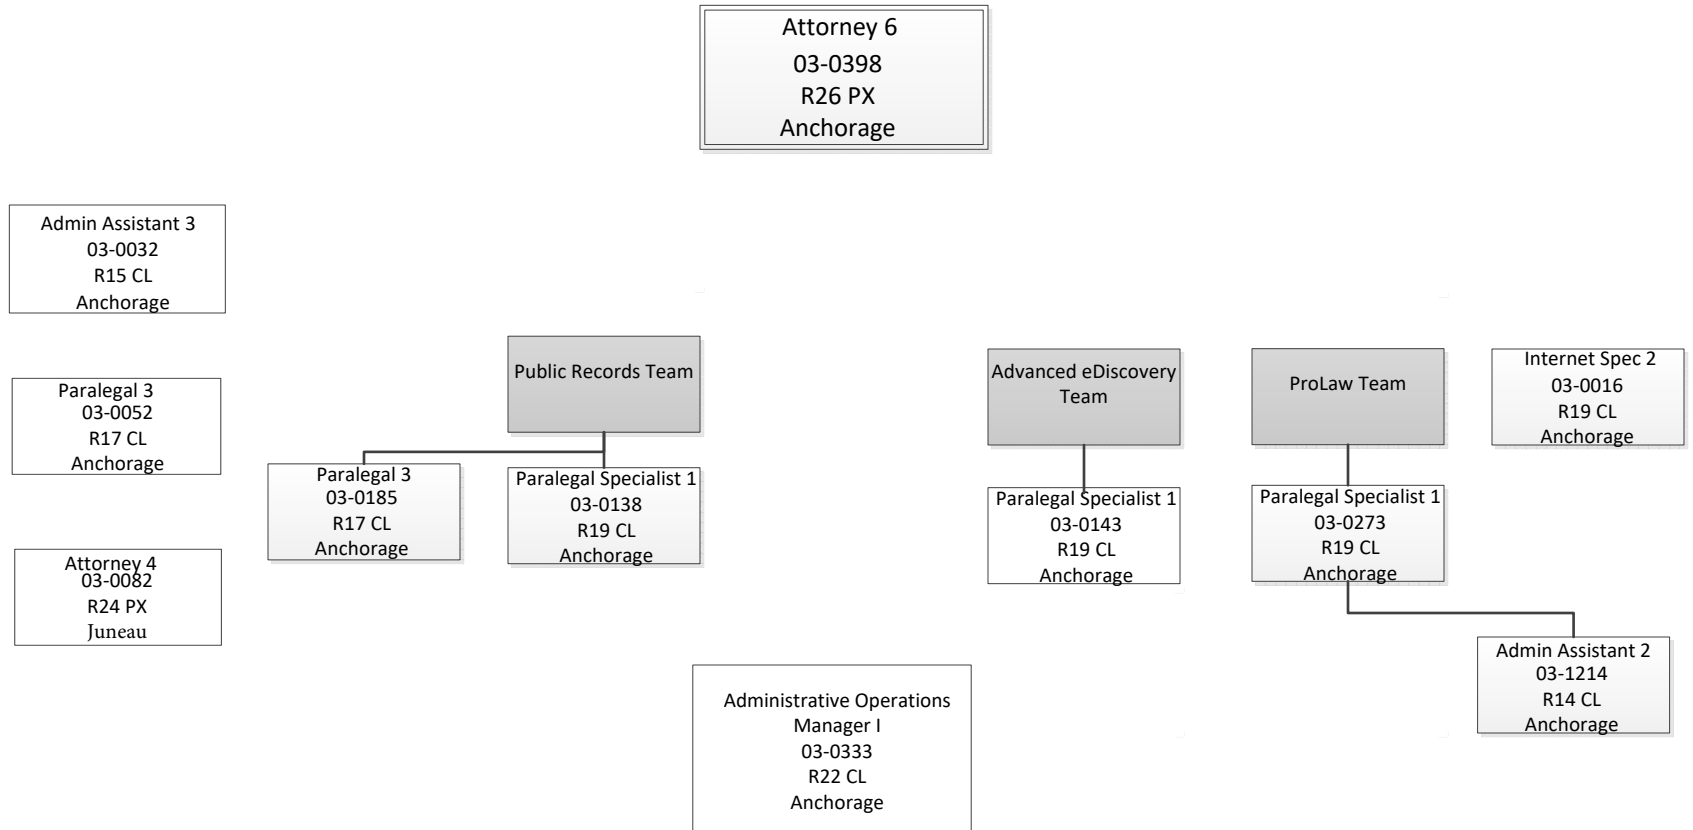 Attorney 6
03-0398
R26 PX
Anchorage
Admin Assistant 3
03-0032
R15 CL
Anchorage
Paralegal 3
03-0052
R17 CL
Anchorage
Attorney 4
03-0082
R24 PX
Juneau
Public Records Team
Paralegal 3
03-0185
R17 CL
Anchorage
Paralegal Specialist 1
03-0138
R19 CL
Anchorage
Advanced eDiscovery
Team
Paralegal Specialist 1
03-0143
R19 CL
Anchorage
ProLaw Team
Paralegal Specialist 1
03-0273
R19 CL
Anchorage
Internet Spec 2
03-0016
R19 CL
Anchorage
Admin Assistant 2
03-1214
R14 CL
Anchorage
Administrative Operations
Manager I
03-0333
R22 CL
Anchorage